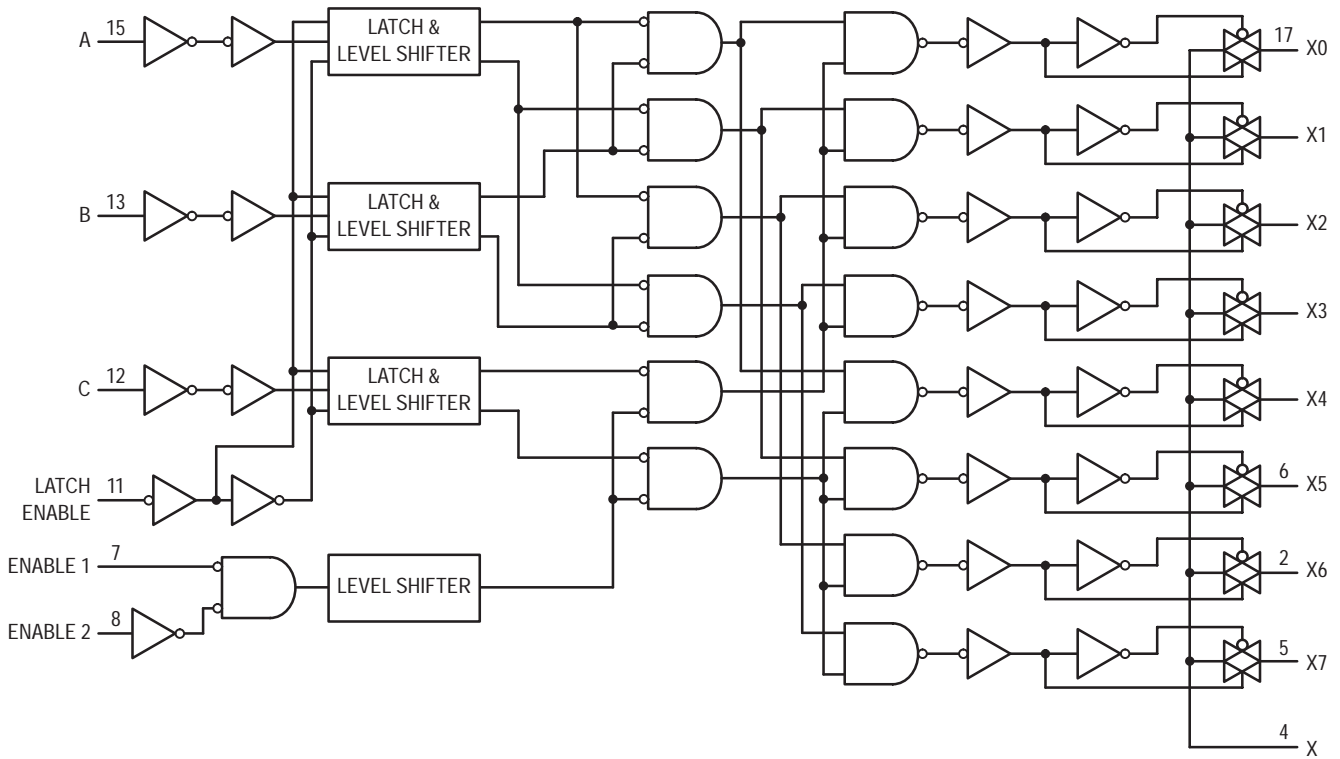 15
A
LATCH &
LEVEL SHIFTER
17
X0
X1
13
B
LATCH &
LEVEL SHIFTER
X2
X3
12
C
LATCH &
LEVEL SHIFTER
X4
LATCH
ENABLE
11
6
X5
ENABLE 1
7
LEVEL SHIFTER
2
X6
ENABLE 2
8
5
X7
4
X